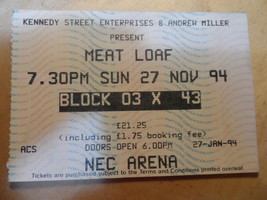 KENNEDY STREET ENTERPRISES & ANDREW MILLER
PRESENT
MEAT LOAF
7.30PM SUN 27 NOV 94
BLOCK 03 X 43
£21.25
(including £1.75 booking fee)
ACS DOORS-OPEN 6.00PM 27-JAN-94
NEC ARENA
Tickets are purchased subject to the Terms and Conditions printed overleaf